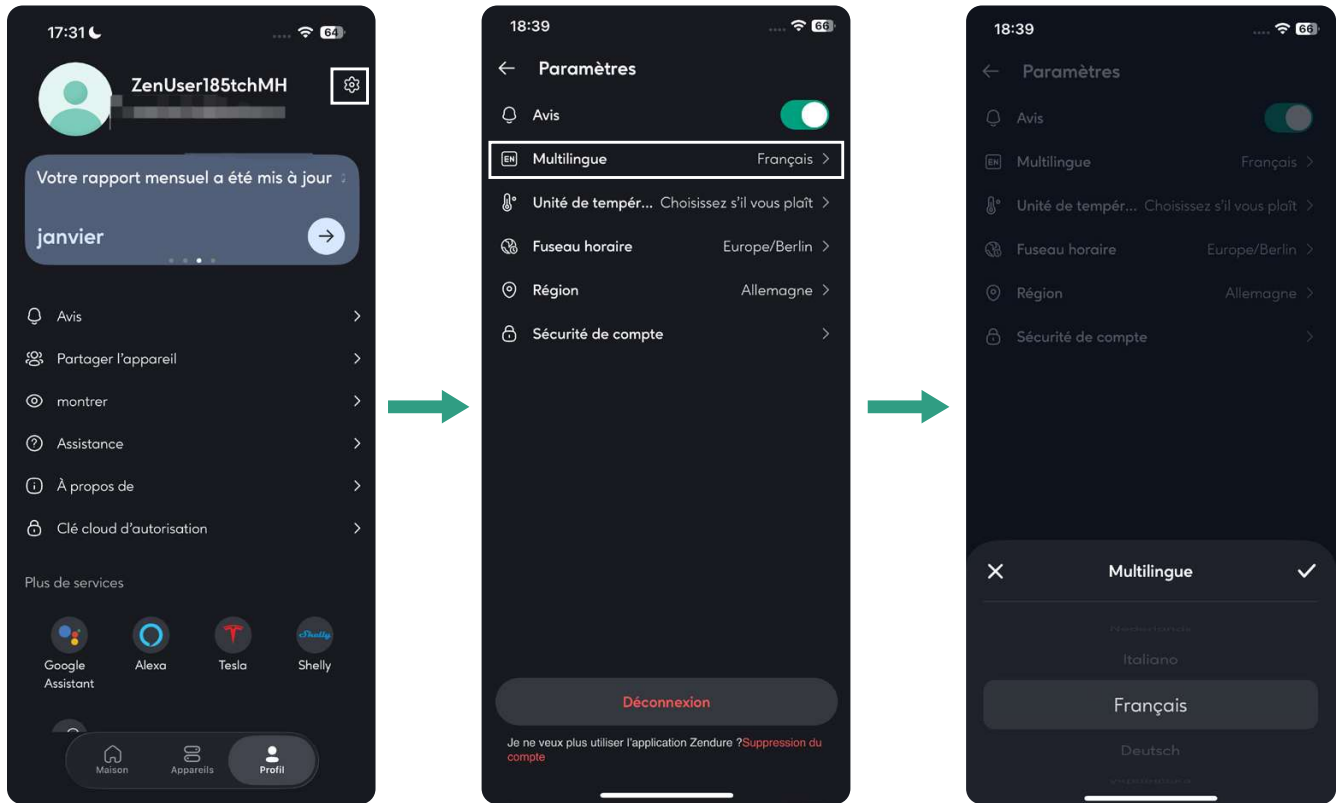 17:31
64
ZenUser185tchMH
Votre rapport mensuel a été mis à jour
janvier
Avis
Partager l'appareil
montrer
Assistance
À propos de
Clé cloud d'autorisation
Plus de services
Google Assistant
Alexa
Tesla
Shelly
Shelly
Maison
Appareils
Profil
18:39
66
Paramètres
Avis
EN Multilingue Français
Unité de tempér... Choisissez s'il vous plaît
Fuseau horaire Europe/Berlin
Région Allemagne
Sécurité de compte
Déconnexion
Je ne veux plus utiliser l'application Zendure ?Suppression du
compte
18:39
66
Paramètres
Avis
EN Multilingue Français
Unité de tempér... Choisissez s'il vous plaît
Fuseau horaire Europe/Berlin
Région Allemagne
Sécurité de compte
Multilingue
Italiano
Français
Deutsch